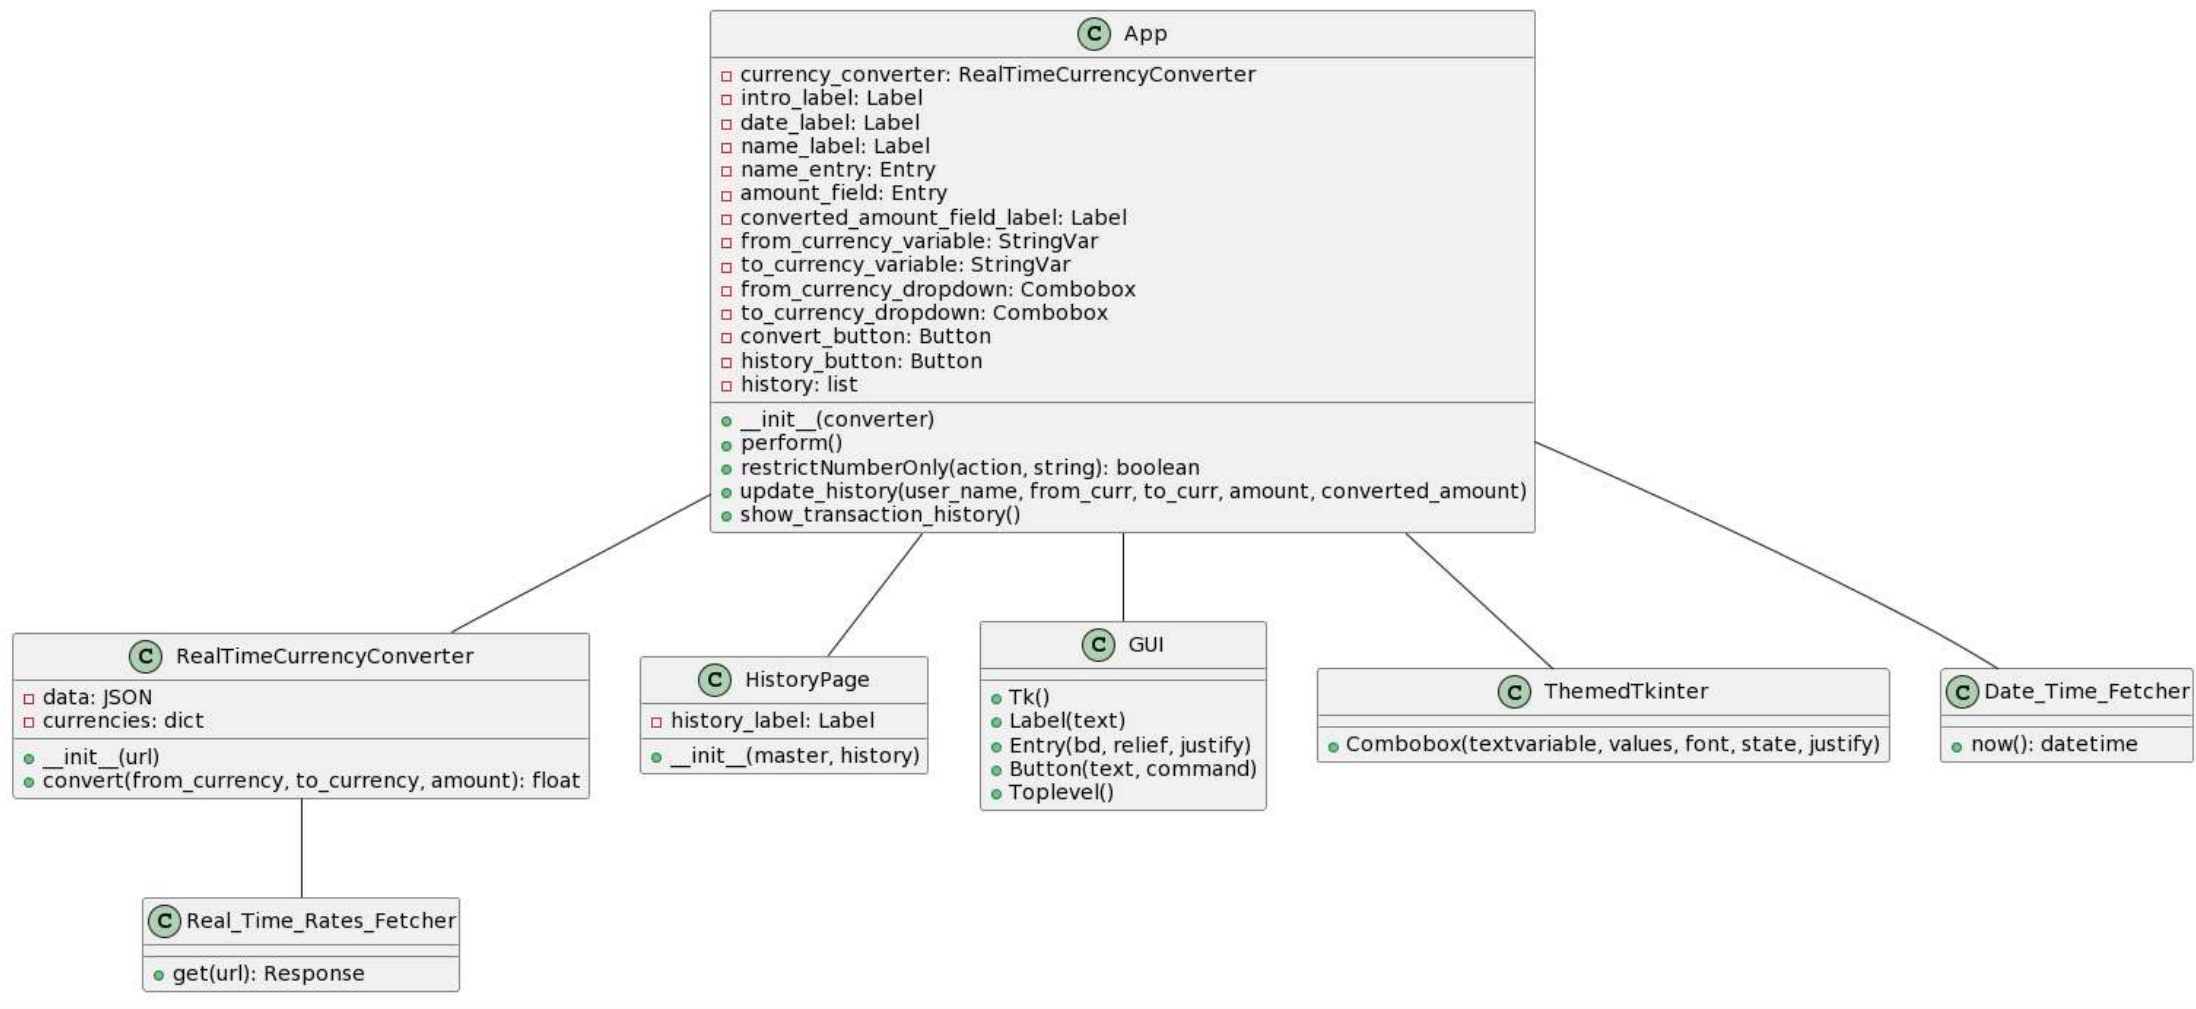 C App
currency_converter: RealTimeCurrencyConverter
intro_label: Label
date_label: Label
name_label: Label
name_entry: Entry
amount_field: Entry
converted_amount_field_label: Label
from_currency_variable: StringVar
to_currency_variable: StringVar
from_currency_dropdown: Combobox
to_currency_dropdown: Combobox
convert_button: Button
history_button: Button
history: list
__init__(converter)
perform()
restrictNumberOnly(action, string): boolean
update_history(user_name, from_curr, to_curr, amount, converted_amount)
show_transaction_history()
C RealTimeCurrencyConverter
data: JSON
currencies: dict
__init__(url)
convert(from_currency, to_currency, amount): float
C HistoryPage
history_label: Label
__init__(master, history)
C GUI
Tk()
Label(text)
Entry(bd, relief, justify)
Button(text, command)
Toplevel()
C ThemedTkinter
Combobox(textvariable, values, font, state, justify)
C Date_Time_Fetcher
now(): datetime
C Real_Time_Rates_Fetcher
get(url): Response